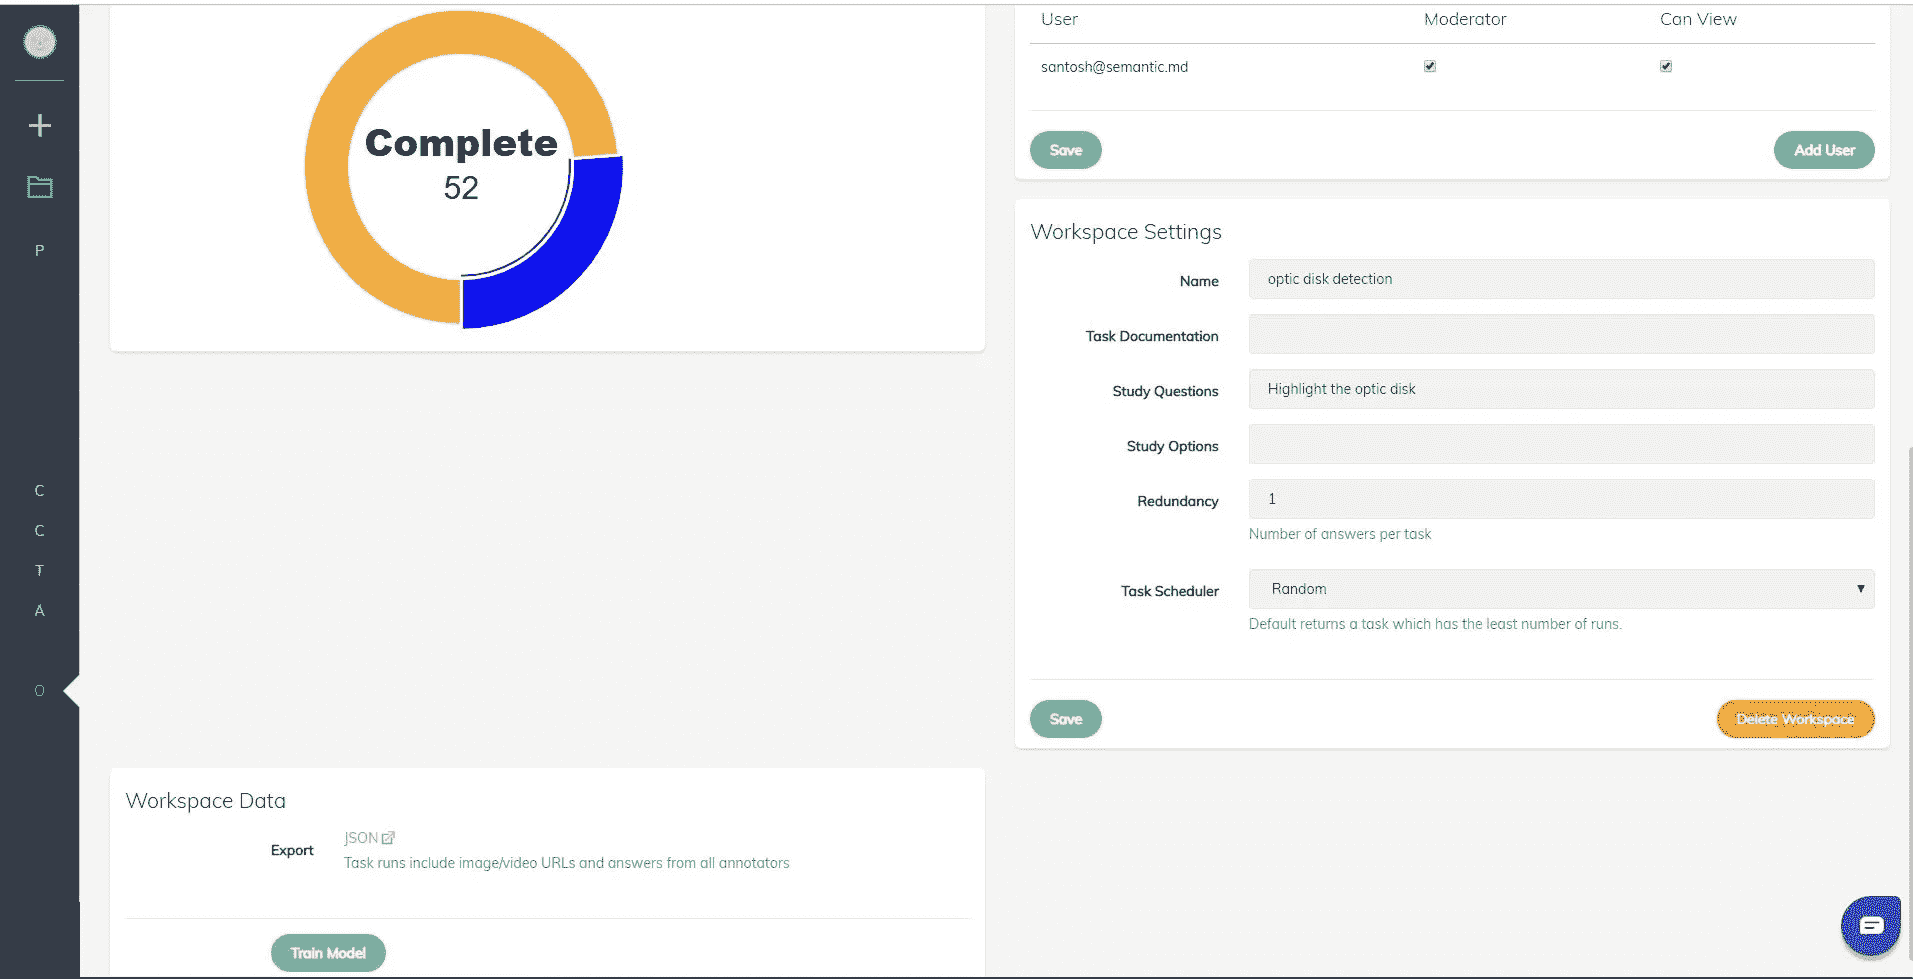 P
C
C
T
A
O
Complete
52
User Moderator Can View
santosh@semantic.md
Save Add User
Workspace Settings
Name optic disk detection
Task Documentation
Study Questions Highlight the optic disk
Study Options
Redundancy 1
Number of answers per task
Task Scheduler Random
Default returns a task which has the least number of runs.
Save Delete Workspace
Workspace Data
Export JSON
Task runs include image/video URLs and answers from all annotators
Train Model